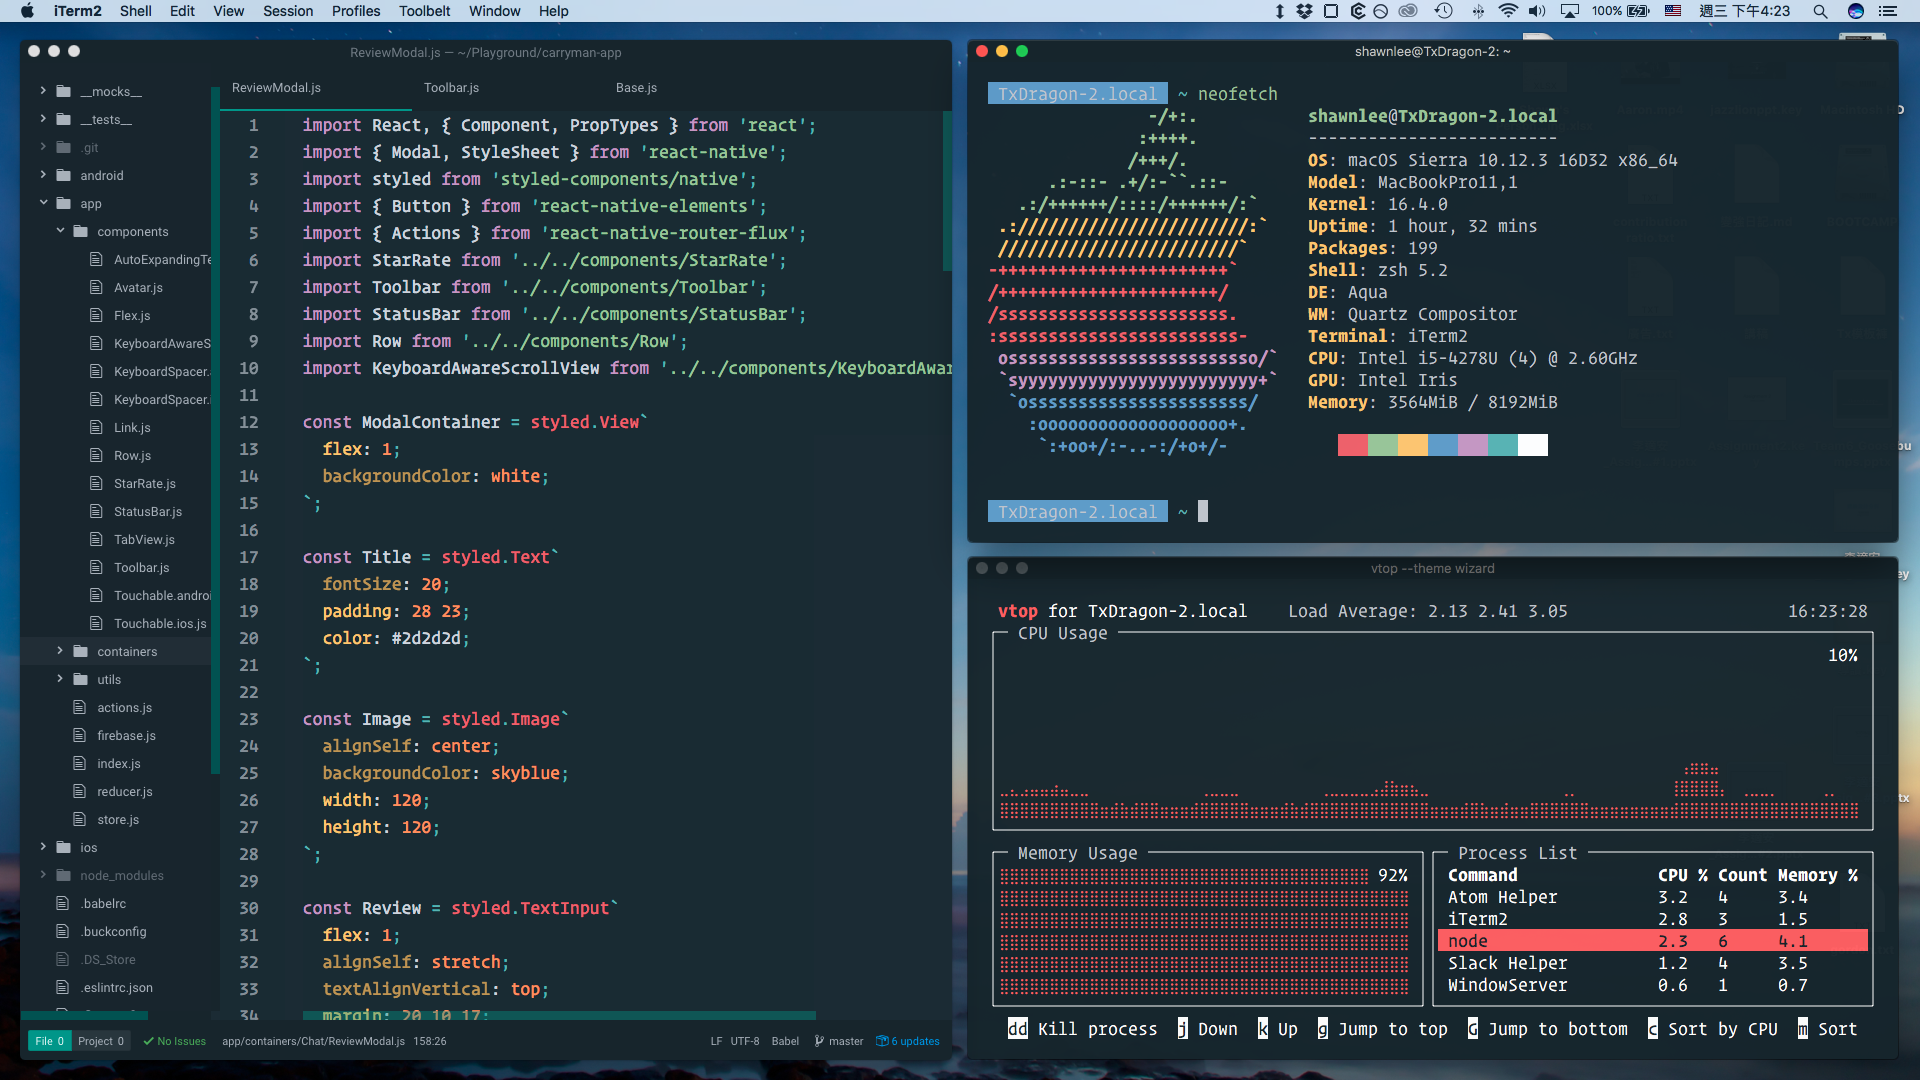 iTerm2 Shell Edit View Session Profiles Toolbelt Window Help 100% 週三 下午4:23
ReviewModal.js — ~/Playground/carryman-app
__mocks__
__tests__
.git
android
app
components
AutoExpandingTe
Avatar.js
Flex.js
KeyboardAwareS
KeyboardSpacer.
KeyboardSpacer.
Link.js
Row.js
StarRate.js
StatusBar.js
TabView.js
Toolbar.js
Touchable.androi
Touchable.ios.js
containers
utils
actions.js
firebase.js
index.js
reducer.js
store.js
ios
node_modules
.babelrc
.buckconfig
.DS_Store
.eslintrc.json
ReviewModal.js Toolbar.js Base.js
1 import React, { Component, PropTypes } from 'react';
2 import { Modal, StyleSheet } from 'react-native';
3 import styled from 'styled-components/native';
4 import { Button } from 'react-native-elements';
5 import { Actions } from 'react-native-router-flux';
6 import StarRate from '../../components/StarRate';
7 import Toolbar from '../../components/Toolbar';
8 import StatusBar from '../../components/StatusBar';
9 import Row from '../../components/Row';
10 import KeyboardAwareScrollView from '../../components/KeyboardAwar
11
12 const ModalContainer = styled.View`
13 flex: 1;
14 backgroundColor: white;
15 `;
16
17 const Title = styled.Text`
18 fontSize: 20;
19 padding: 28 23;
20 color: #2d2d2d;
21 `;
22
23 const Image = styled.Image`
24 alignSelf: center;
25 backgroundColor: skyblue;
26 width: 120;
27 height: 120;
28 `;
29
30 const Review = styled.TextInput`
31 flex: 1;
32 alignSelf: stretch;
33 textAlignVertical: top;
34 margin: 20 10 17;
File 0 Project 0 No Issues app/containers/Chat/ReviewModal.js 158:26 LF UTF-8 Babel master 6 updates
shawnlee@TxDragon-2: ~
TxDragon-2.local ~ neofetch
-/+:.
:++++.
/+++/.
.:-::- .+/:-``.::-
.:/++++++/::::/++++++/:`
.:///////////////////////:`
////////////////////////`
-+++++++++++++++++++++++`
/++++++++++++++++++++++/
/sssssssssssssssssssssss.
:ssssssssssssssssssssssss-
osssssssssssssssssssssssso/`
`syyyyyyyyyyyyyyyyyyyyyyyy+`
`ossssssssssssssssssssss/
:ooooooooooooooooooo+.
`:+oo+/:-..-:/+o+/-
shawnlee@TxDragon-2.local
-------------------------
OS: macOS Sierra 10.12.3 16D32 x86_64
Model: MacBookPro11,1
Kernel: 16.4.0
Uptime: 1 hour, 32 mins
Packages: 199
Shell: zsh 5.2
DE: Aqua
WM: Quartz Compositor
Terminal: iTerm2
CPU: Intel i5-4278U (4) @ 2.60GHz
GPU: Intel Iris
Memory: 3564MiB / 8192MiB
TxDragon-2.local ~
vtop --theme wizard
vtop for TxDragon-2.local Load Average: 2.13 2.41 3.05 16:23:28
CPU Usage
10%
Memory Usage
92%
Process List
Command CPU % Count Memory %
Atom Helper 3.2 4 3.4
iTerm2 2.8 3 1.5
node 2.3 6 4.1
Slack Helper 1.2 4 3.5
WindowServer 0.6 1 0.7
dd Kill process j Down k Up g Jump to top G Jump to bottom c Sort by CPU m Sort